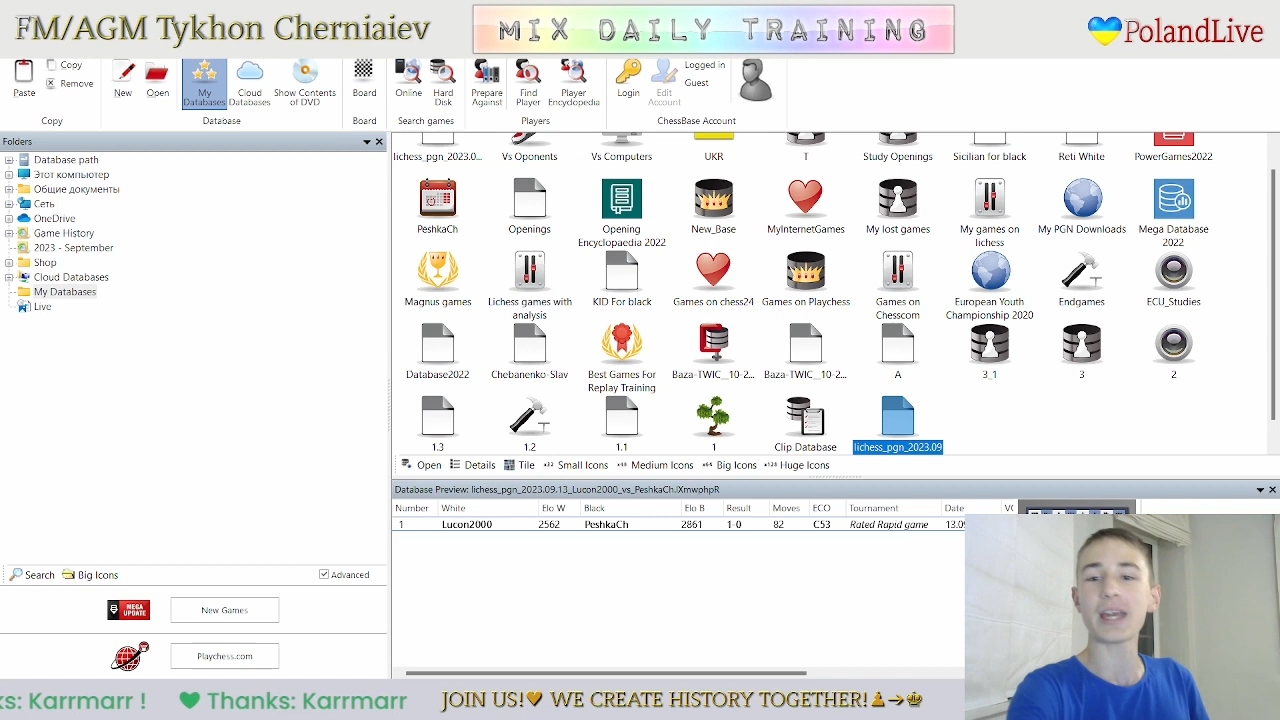 FM/AGM Tykhon Cherniaiev
MIX DAILY TRAINING
PolandLive
Paste
Copy
Remove
Copy
New
Open
My Databases
Cloud Databases
Show Contents of DVD
Database
Board
Board
Online
Hard Disk
Search games
Prepare Against
Find Player
Player Encyclopedia
Players
Login
Edit Account
Logged in
Guest
ChessBase Account
Folders
Database path
Этот компьютер
Общие документы
Сеть
OneDrive
Game History
2023 - September
Shop
Cloud Databases
My Databases
Live
lichess_pgn_2023.0...
Vs Oponents
Vs Computers
UKR
T
Study Openings
Sicilian for black
Reti White
PowerGames2022
PeshkaCh
Openings
Opening Encyclopaedia 2022
New_Base
MyInternetGames
My lost games
My games on lichess
My PGN Downloads
Mega Database 2022
Magnus games
Lichess games with analysis
KID For black
Games on chess24
Games on Playchess
Games on Chesscom
European Youth Championship 2020
Endgames
ECU_Studies
Database2022
Chebanenko-Slav
Best Games For Replay Training
Baza-TWIC__10-2...
Baza-TWIC__10-2...
A
3_1
3
2
1.3
1.2
1.1
1
Clip Database
lichess_pgn_2023.09
Open
Details
Tile
Small Icons
Medium Icons
Big Icons
Huge Icons
Database Preview: lichess_pgn_2023.09.13_Lucon2000_vs_PeshkaCh.IXmwphpR
Number White Elo W Black Elo B Result Moves ECO Tournament Date VC
1 Lucon2000 2562 PeshkaCh 2861 1-0 82 C53 Rated Rapid game 13.09
Search
Big Icons
Advanced
MEGA UPDATE
New Games
Playchess.com
ks: Karrmarr !
Thanks: Karrmarr
JOIN US!♥ WE CREATE HISTORY TOGETHER!♟→♚